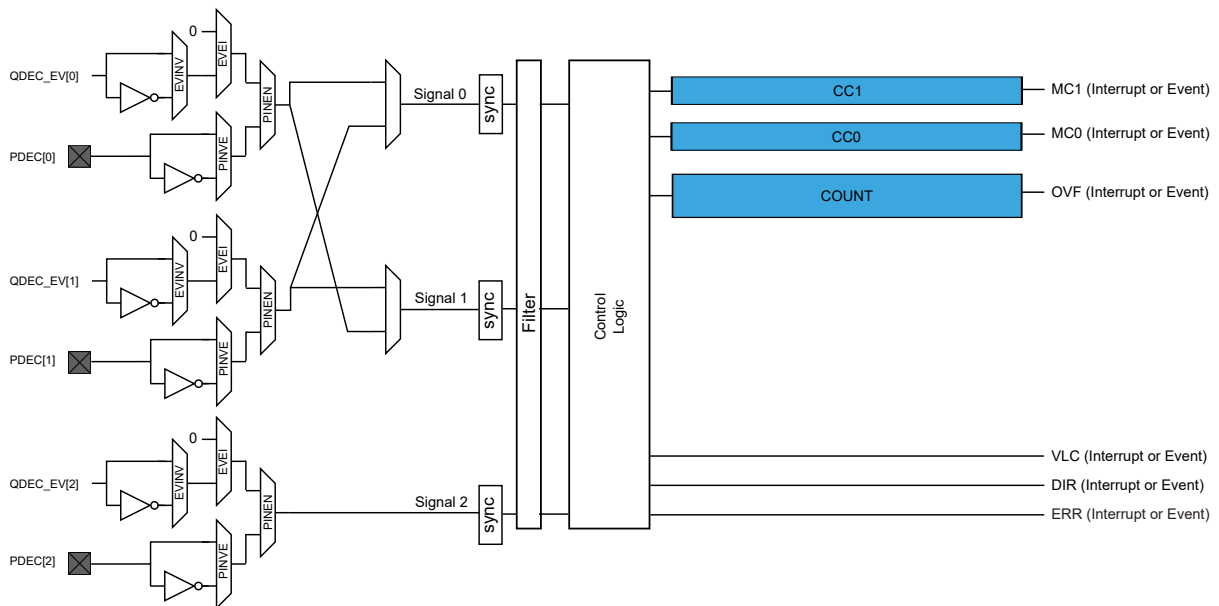 0
EVEI
QDEC_EV[0]
EVINV
PINEN
PDEC[0]
PINVE
Signal 0
sync
0
EVEI
QDEC_EV[1]
EVINV
PINEN
PDEC[1]
PINVE
Signal 1
sync
0
EVEI
QDEC_EV[2]
EVINV
PINEN
PDEC[2]
PINVE
Signal 2
sync
Filter
Control
Logic
CC1
MC1 (Interrupt or Event)
CC0
MC0 (Interrupt or Event)
COUNT
OVF (Interrupt or Event)
VLC (Interrupt or Event)
DIR (Interrupt or Event)
ERR (Interrupt or Event)